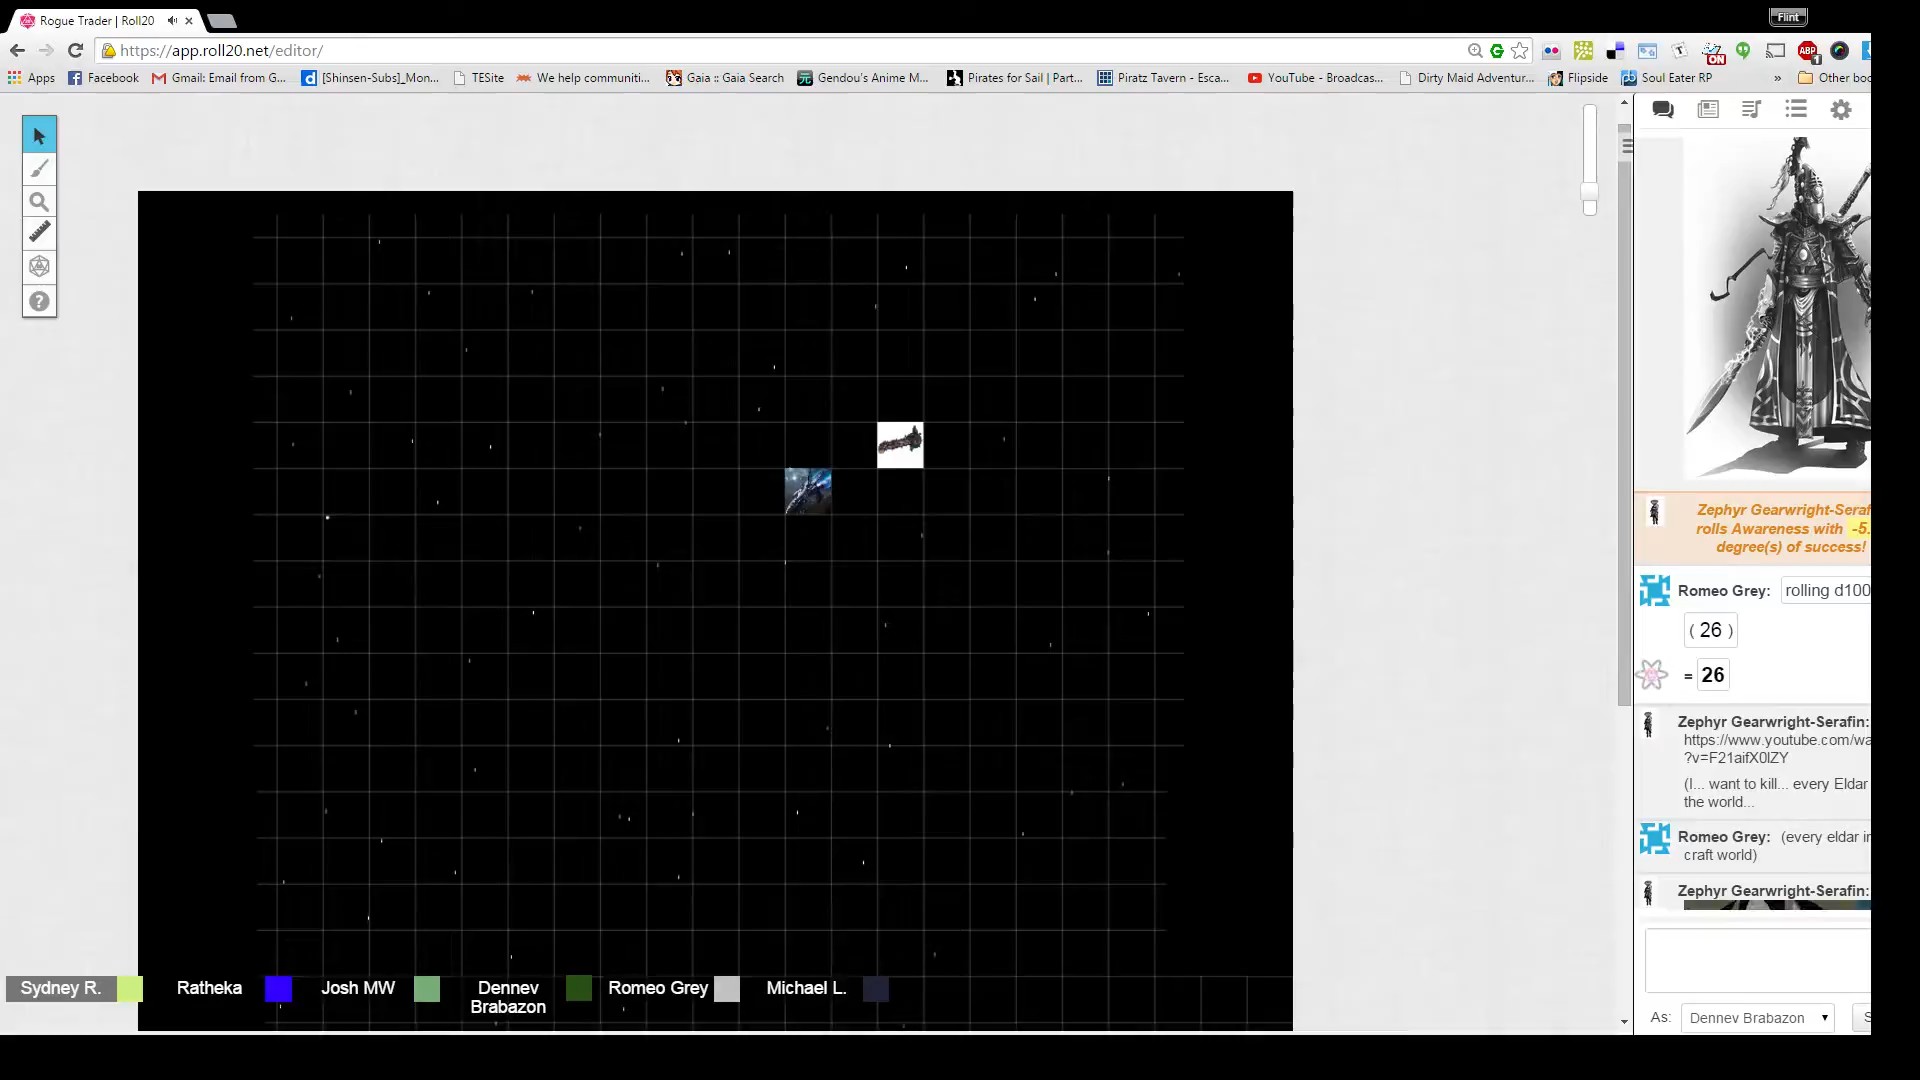 Rogue Trader | Roll20
Flint
https://app.roll20.net/editor/
Apps Facebook Gmail: Email from G... [Shinsen-Subs]_Mon... TESite We help communiti... Gaia :: Gaia Search Gendou's Anime M... Pirates for Sail | Part... Piratz Tavern - Esca... YouTube - Broadcas... Dirty Maid Adventur... Flipside Soul Eater RP » Other boo
ON
ABP
1
Zephyr Gearwright-Seraf
rolls Awareness with -5.
degree(s) of success!
Romeo Grey: rolling d100
(26)
= 26
Zephyr Gearwright-Serafin:
https://www.youtube.com/wa
?v=F21aifX0lZY
(I... want to kill... every Eldar
the world...
Romeo Grey: (every eldar in
craft world)
Zephyr Gearwright-Serafin:
Sydney R. Ratheka Josh MW Dennev Brabazon Romeo Grey Michael L.
As: Dennev Brabazon S